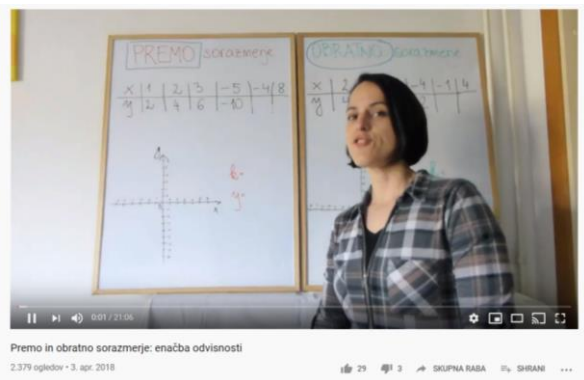 PREMO sorazmerje
OBRATNO sorazmerje
x | 1 | 2 | 3 | -5 | -4 | 8
y | 2 | 4 | 6 | -10
x | 2 -4 | -1 | 4
y
y
x
k=
y=
0:01 / 21:06
Premo in obratno sorazmerje: enačba odvisnosti
2.379 ogledov • 3. apr. 2018
29
3
SKUPNA RABA
SHRANI